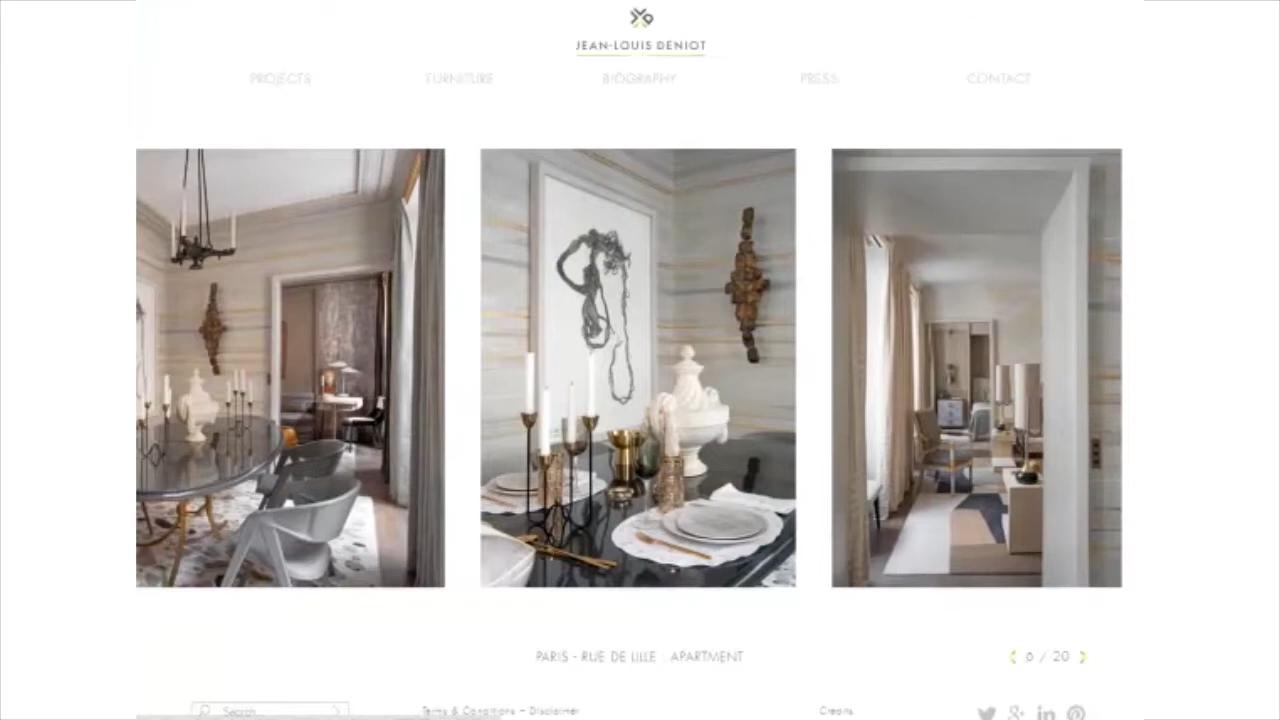 JEAN-LOUIS DENIOT
PROJECTS FURNITURE BIOGRAPHY PRESS CONTACT
PARIS - RUE DE LILLE : APARTMENT
6 / 20
Search...
Terms & Conditions - Disclaimer
Credits